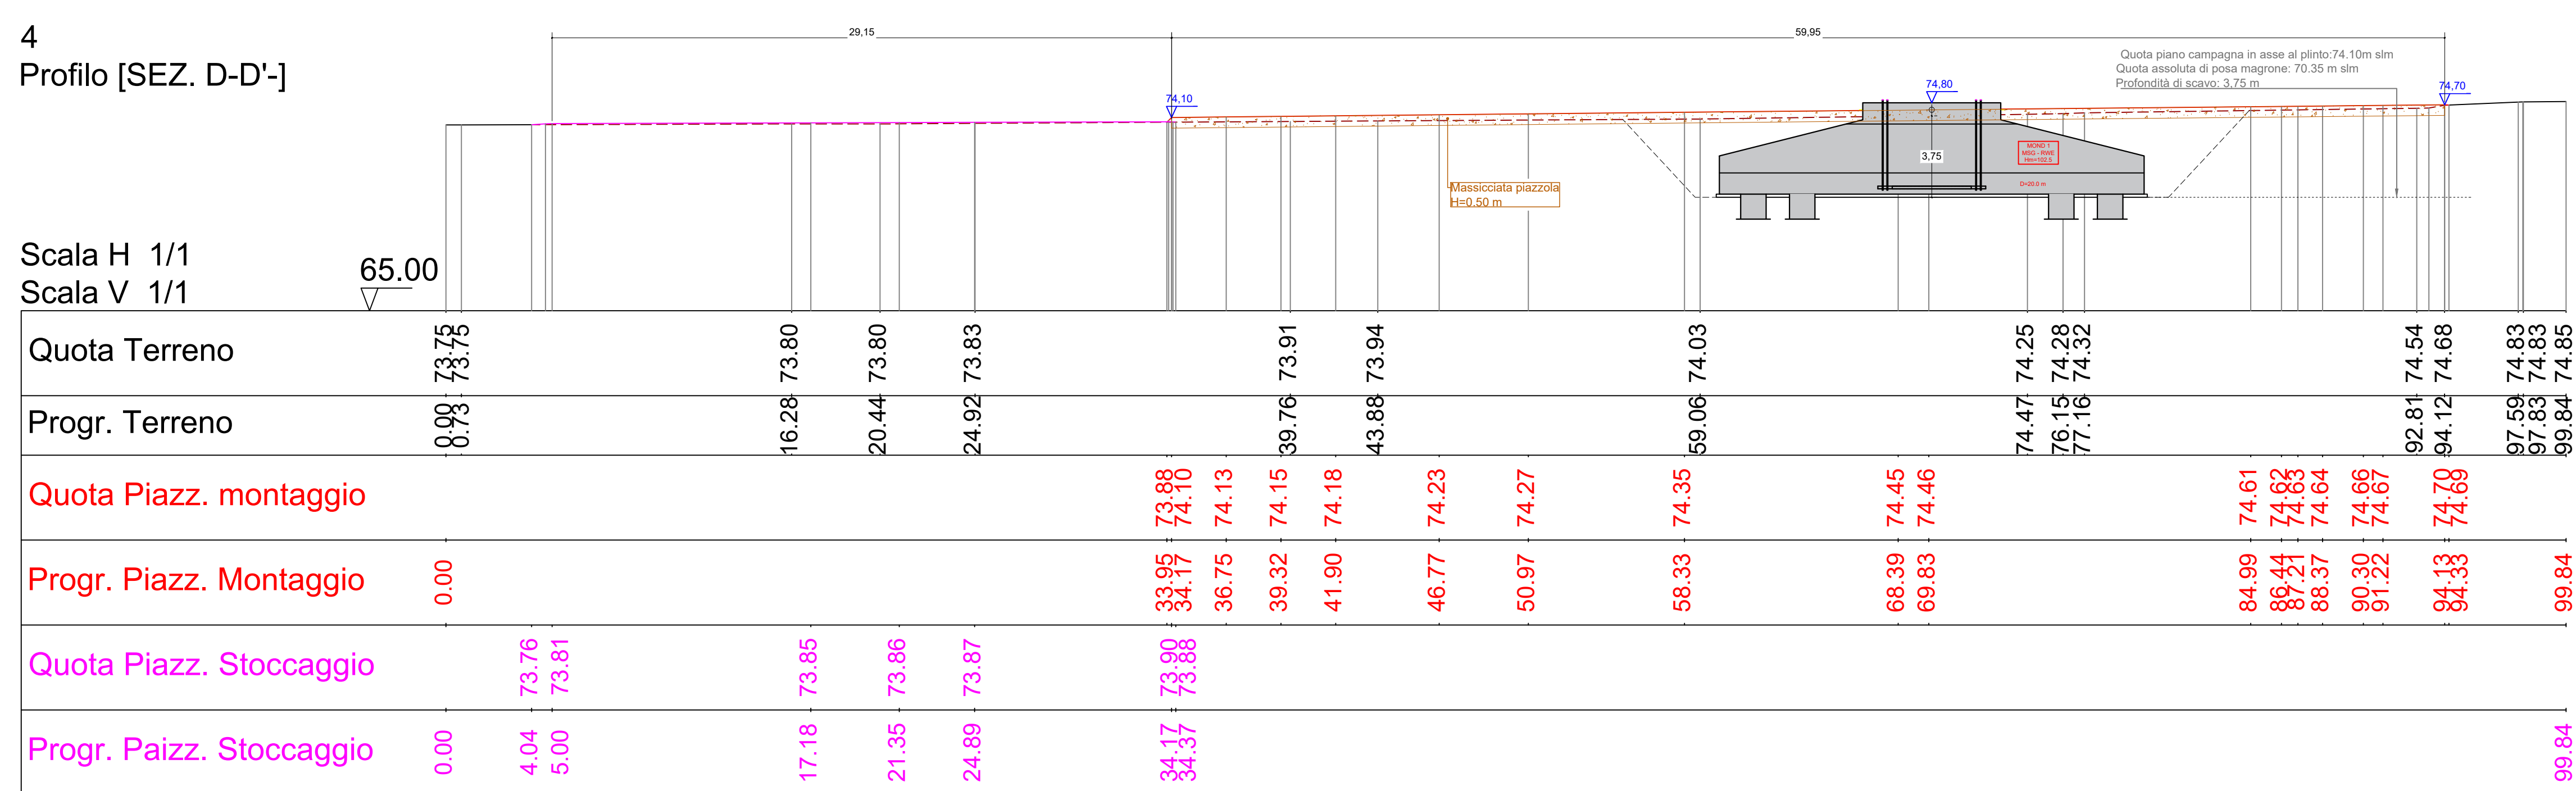 4
Profilo [SEZ. D-D'-]
29,15
59,95
Quota piano campagna in asse al plinto:74.10m slm
Quota assoluta di posa magrone: 70.35 m slm
Profondità di scavo: 3,75 m
74,10
74,80
74,70
MOND 1
MSG - RWE
Hm=102.5
3,75
D=20.0 m
Massicciata piazzola
H=0.50 m
Scala H 1/1
Scala V 1/1
65.00
Quota Terreno 73.75 73.75 73.80 73.80 73.83 73.91 73.94 74.03 74.25 74.28 74.32 74.54 74.68 74.83 74.83 74.85
Progr. Terreno 0.00 0.73 16.28 20.44 24.92 39.76 43.88 59.06 74.47 76.15 77.16 92.81 94.12 97.59 97.83 99.84
Quota Piazz. montaggio 73.88 74.10 74.13 74.15 74.18 74.23 74.27 74.35 74.45 74.46 74.61 74.62 74.63 74.64 74.66 74.67 74.70 74.69
Progr. Piazz. Montaggio 0.00 33.95 34.17 36.75 39.32 41.90 46.77 50.97 58.33 68.39 69.83 84.99 86.44 87.21 88.37 90.30 91.22 94.13 94.33 99.84
Quota Piazz. Stoccaggio 73.76 73.81 73.85 73.86 73.87 73.90 73.88
Progr. Paizz. Stoccaggio 0.00 4.04 5.00 17.18 21.35 24.89 34.17 34.37 99.84